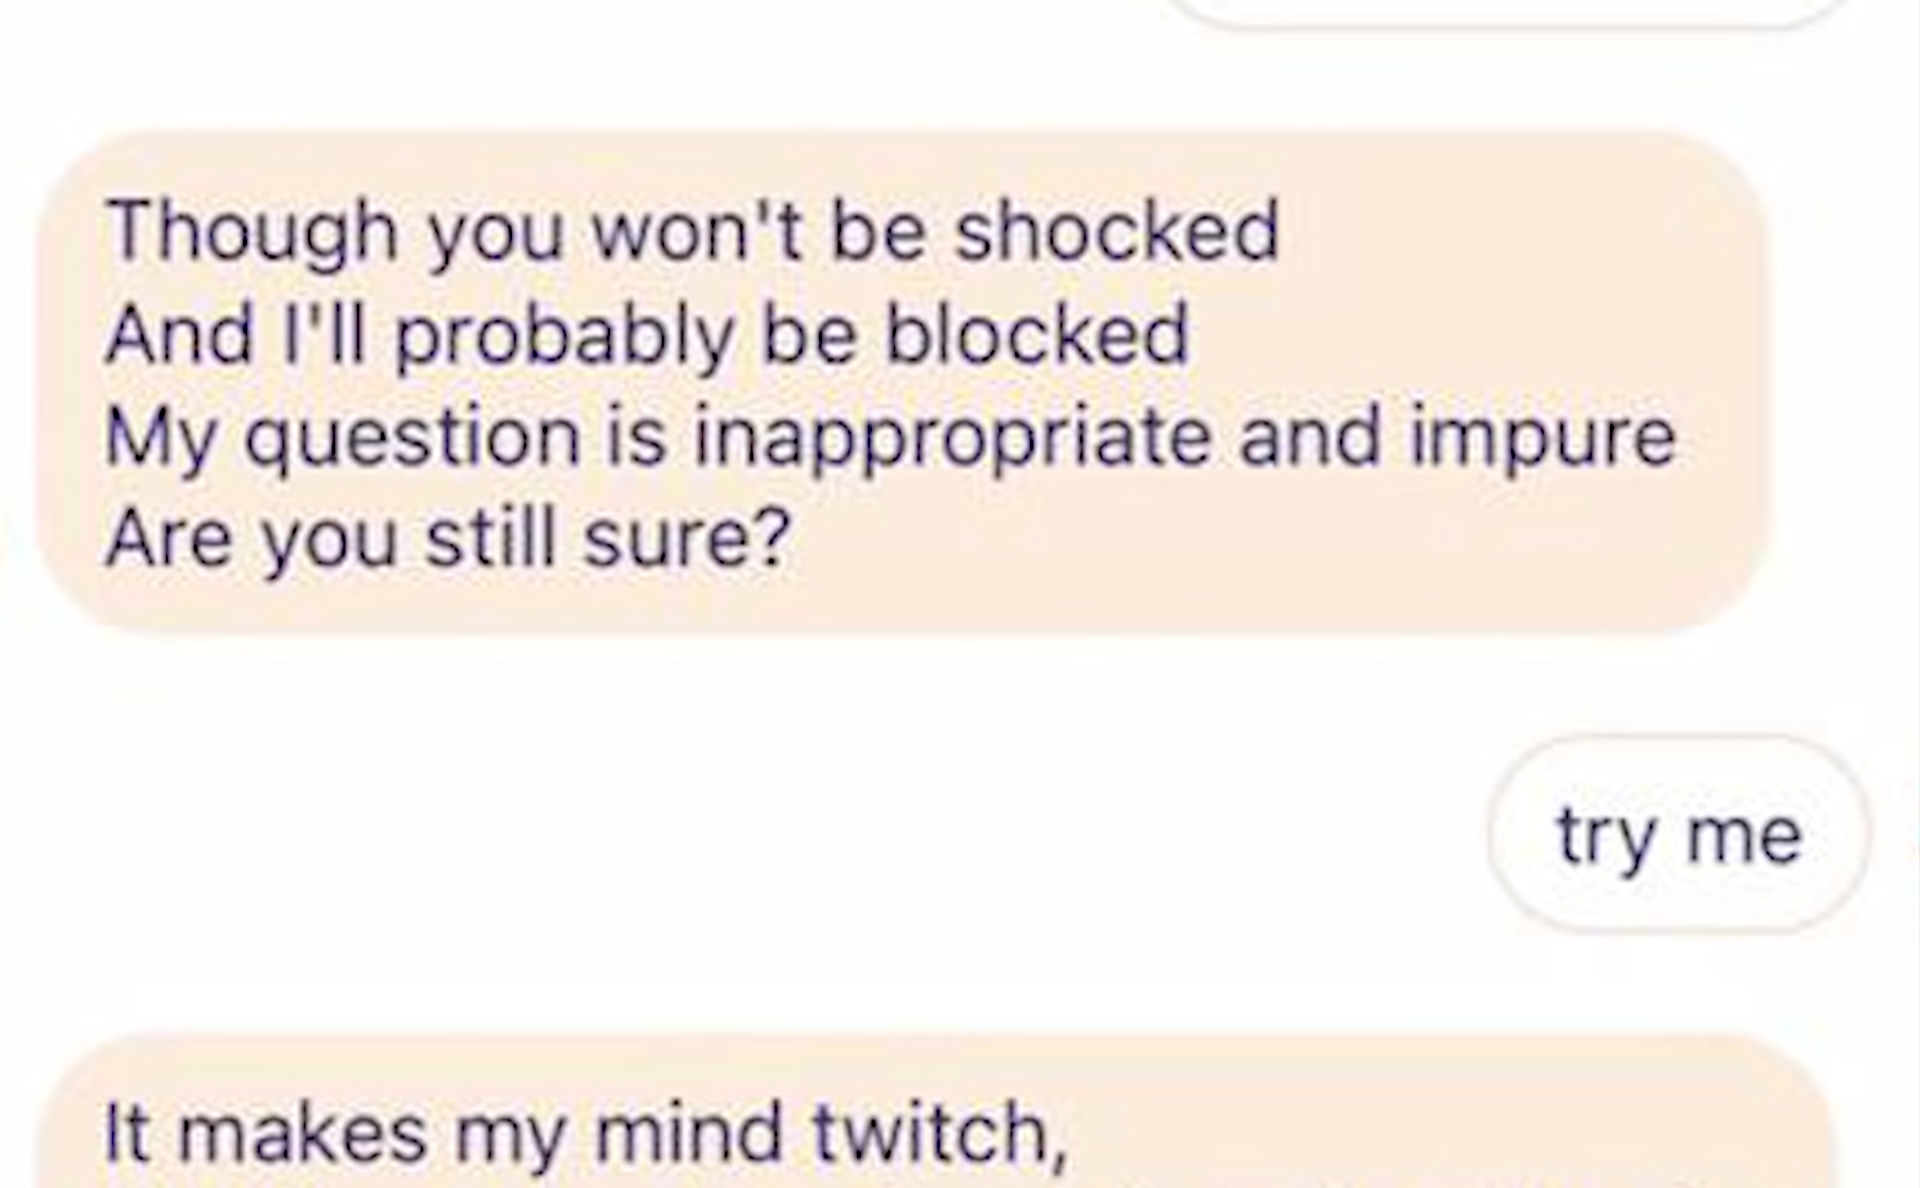 Though you won't be shocked
And I'll probably be blocked
My question is inappropriate and impure
Are you still sure?
try me
It makes my mind twitch,